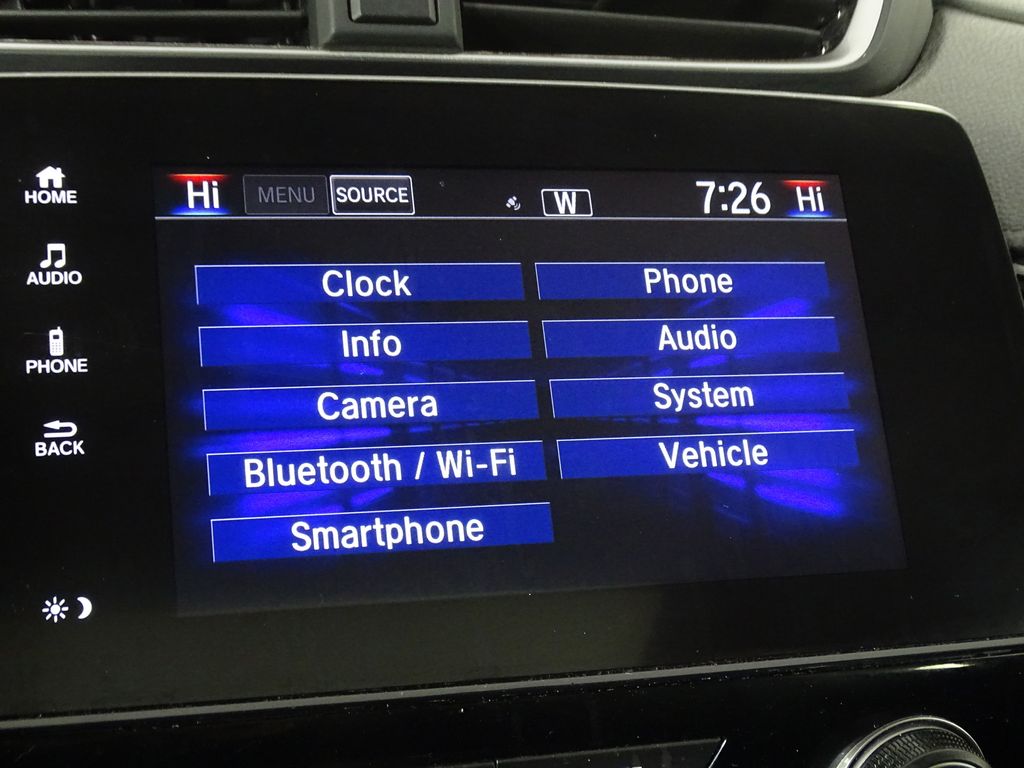 Hi MENU SOURCE W 7:26 Hi
HOME
AUDIO
PHONE
BACK
Clock
Phone
Info
Audio
Camera
System
Bluetooth / Wi-Fi
Vehicle
Smartphone